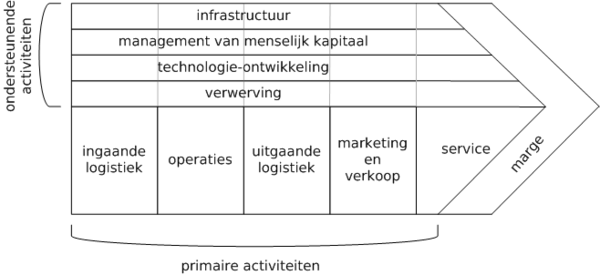 ondersteunende
activiteiten
infrastructuur
management van menselijk kapitaal
technologie-ontwikkeling
verwerving
ingaande
logistiek
operaties
uitgaande
logistiek
marketing
en
verkoop
service
marge
primaire activiteiten